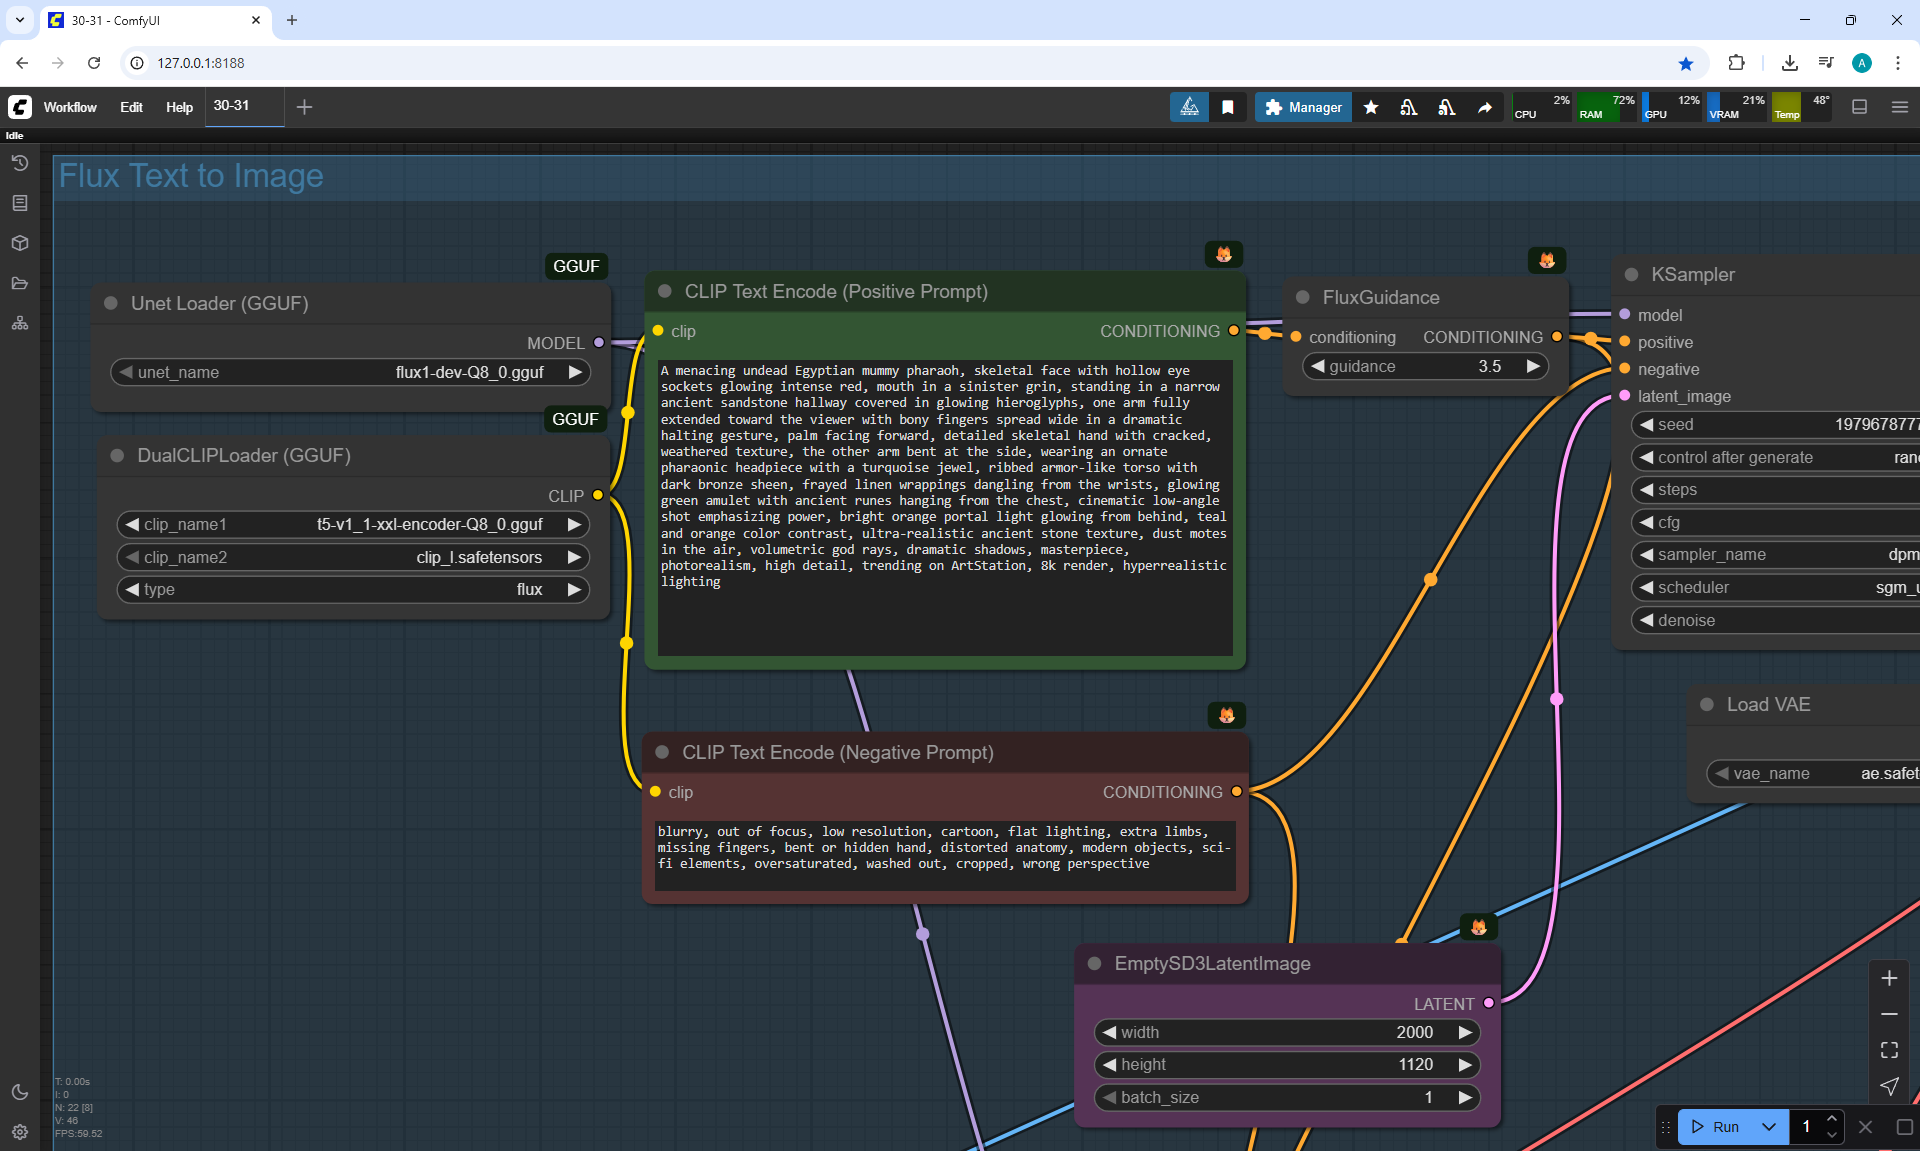 30-31 - ComfyUI
127.0.0.1:8188
A
Workflow
Edit
Help
30-31
Manager
CPU 2%
RAM 72%
GPU 12%
VRAM 21%
Temp 48°
Idle
Flux Text to Image
GGUF
Unet Loader (GGUF)
MODEL
unet_name flux1-dev-Q8_0.gguf
GGUF
DualCLIPLoader (GGUF)
CLIP
clip_name1 t5-v1_1-xxl-encoder-Q8_0.gguf
clip_name2 clip_l.safetensors
type flux
CLIP Text Encode (Positive Prompt)
clip CONDITIONING
A menacing undead Egyptian mummy pharaoh, skeletal face with hollow eye
sockets glowing intense red, mouth in a sinister grin, standing in a narrow
ancient sandstone hallway covered in glowing hieroglyphs, one arm fully
extended toward the viewer with bony fingers spread wide in a dramatic
halting gesture, palm facing forward, detailed skeletal hand with cracked,
weathered texture, the other arm bent at the side, wearing an ornate
pharaonic headpiece with a turquoise jewel, ribbed armor-like torso with
dark bronze sheen, frayed linen wrappings dangling from the wrists, glowing
green amulet with ancient runes hanging from the chest, cinematic low-angle
shot emphasizing power, bright orange portal light glowing from behind, teal
and orange color contrast, ultra-realistic ancient stone texture, dust motes
in the air, volumetric god rays, dramatic shadows, masterpiece,
photorealism, high detail, trending on ArtStation, 8k render, hyperrealistic
lighting
FluxGuidance
conditioning CONDITIONING
guidance 3.5
KSampler
model
positive
negative
latent_image
seed 1979678777
control after generate ran
steps
cfg
sampler_name dpm
scheduler sgm_u
denoise
Load VAE
vae_name ae.safet
CLIP Text Encode (Negative Prompt)
clip CONDITIONING
blurry, out of focus, low resolution, cartoon, flat lighting, extra limbs,
missing fingers, bent or hidden hand, distorted anatomy, modern objects, sci-
fi elements, oversaturated, washed out, cropped, wrong perspective
EmptySD3LatentImage
LATENT
width 2000
height 1120
batch_size 1
T: 0.00s
I: 0
N: 22 [8]
V: 46
FPS:59.52
Run
1